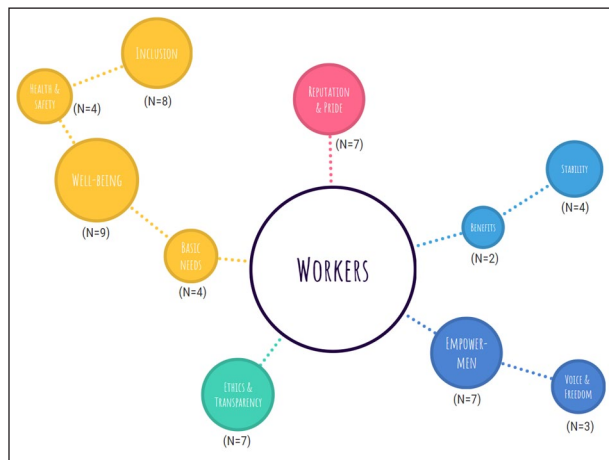 INCLUSION
(N=8)
HEALTH &
SAFETY
(N=4)
WELL-BEING
(N=9)
BASIC
NEEDS
(N=4)
REPUTATION
& PRIDE
(N=7)
WORKERS
STABILITY
(N=4)
BENEFITS
(N=2)
EMPOWER-
MEN
(N=7)
VOICE &
FREEDOM
(N=3)
ETHICS &
TRANSPARENCY
(N=7)